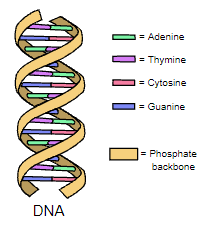 = Adenine
= Thymine
= Cytosine
= Guanine
= Phosphate
backbone
DNA